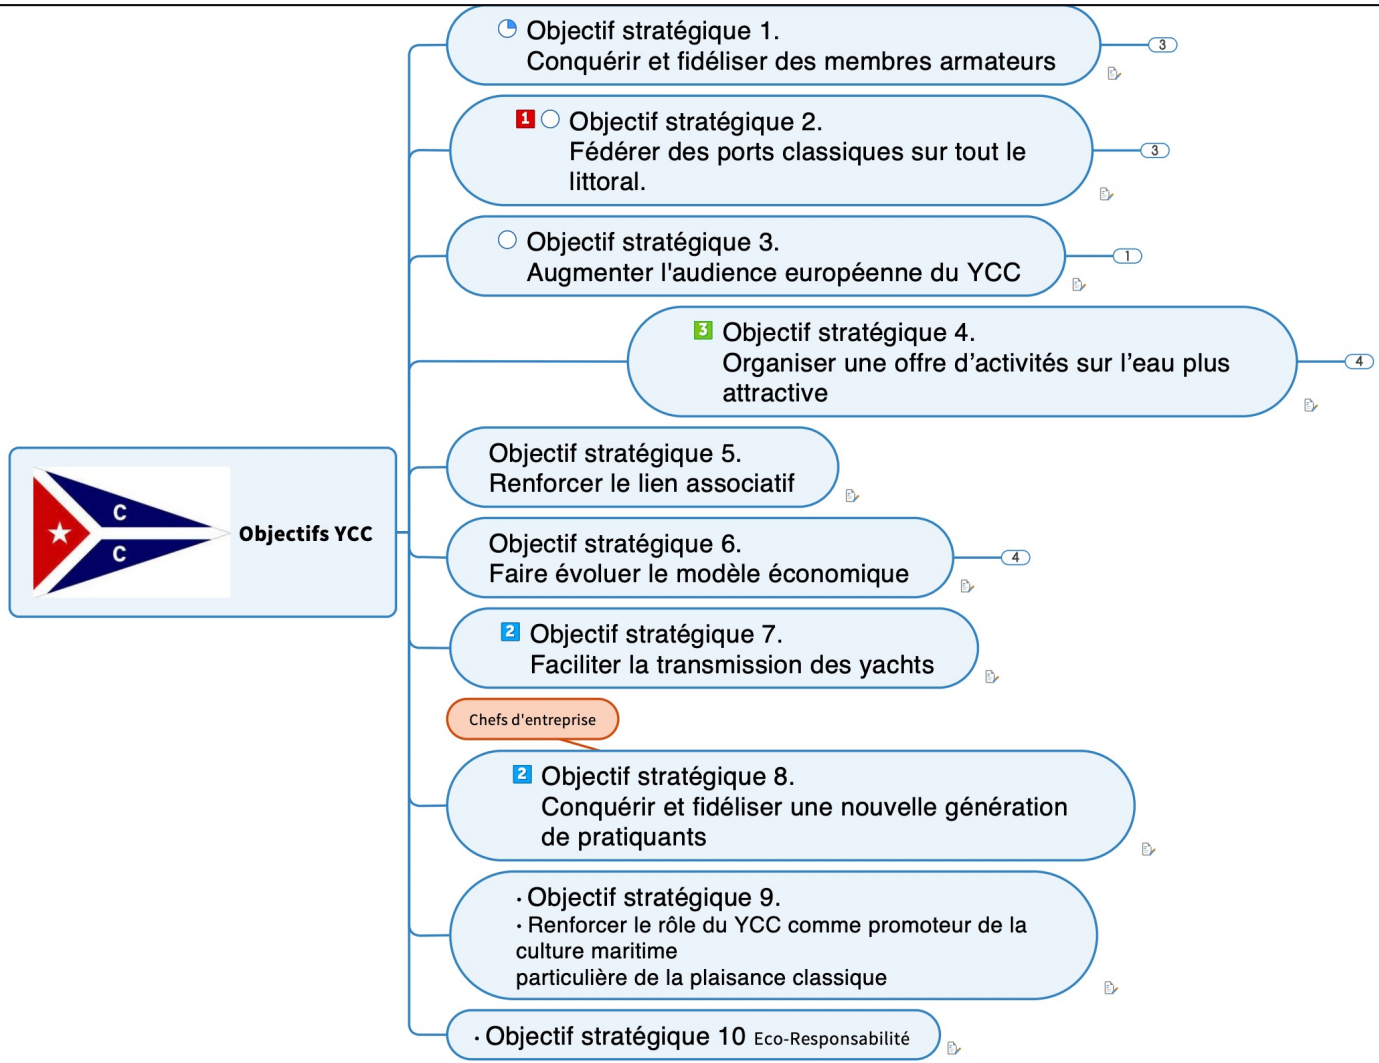 Objectif stratégique 1.
Conquérir et fidéliser des membres armateurs
3
1
Objectif stratégique 2.
Fédérer des ports classiques sur tout le
littoral.
3
Objectif stratégique 3.
Augmenter l'audience européenne du YCC
1
3
Objectif stratégique 4.
Organiser une offre d’activités sur l’eau plus
attractive
4
Objectif stratégique 5.
Renforcer le lien associatif
C
C
Objectifs YCC
Objectif stratégique 6.
Faire évoluer le modèle économique
4
2
Objectif stratégique 7.
Faciliter la transmission des yachts
Chefs d'entreprise
2
Objectif stratégique 8.
Conquérir et fidéliser une nouvelle génération
de pratiquants
· Objectif stratégique 9.
· Renforcer le rôle du YCC comme promoteur de la
culture maritime
particulière de la plaisance classique
· Objectif stratégique 10 Eco-Responsabilité